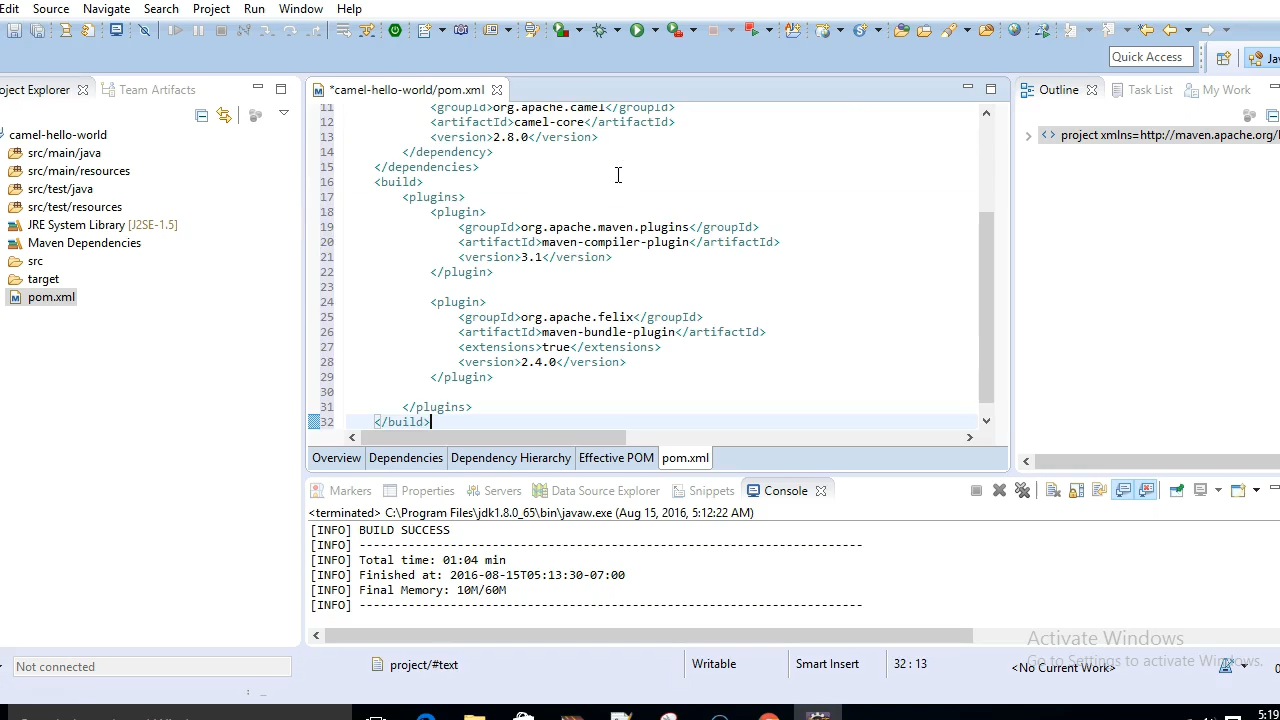 Edit Source Navigate Search Project Run Window Help
Quick Access
Jav
oject Explorer
Team Artifacts
camel-hello-world
src/main/java
src/main/resources
src/test/java
src/test/resources
JRE System Library [J2SE-1.5]
Maven Dependencies
src
target
pom.xml
*camel-hello-world/pom.xml
11 <groupId>org.apache.camel</groupId>
12 <artifactId>camel-core</artifactId>
13 <version>2.8.0</version>
14 </dependency>
15 </dependencies>
16 <build>
17 <plugins>
18 <plugin>
19 <groupId>org.apache.maven.plugins</groupId>
20 <artifactId>maven-compiler-plugin</artifactId>
21 <version>3.1</version>
22 </plugin>
23
24 <plugin>
25 <groupId>org.apache.felix</groupId>
26 <artifactId>maven-bundle-plugin</artifactId>
27 <extensions>true</extensions>
28 <version>2.4.0</version>
29 </plugin>
30
31 </plugins>
32 </build>
Overview Dependencies Dependency Hierarchy Effective POM pom.xml
Outline Task List My Work
project xmlns=http://maven.apache.org/
Markers Properties Servers Data Source Explorer Snippets Console
<terminated> C:\Program Files\jdk1.8.0_65\bin\javaw.exe (Aug 15, 2016, 5:12:22 AM)
[INFO] BUILD SUCCESS
[INFO] ------------------------------------------------------------------------
[INFO] Total time: 01:04 min
[INFO] Finished at: 2016-08-15T05:13:30-07:00
[INFO] Final Memory: 10M/60M
[INFO] ------------------------------------------------------------------------
Activate Windows
Go to Settings to activate Windows.
Not connected
project/#text
Writable
Smart Insert
32 : 13
<No Current Work>
5:19